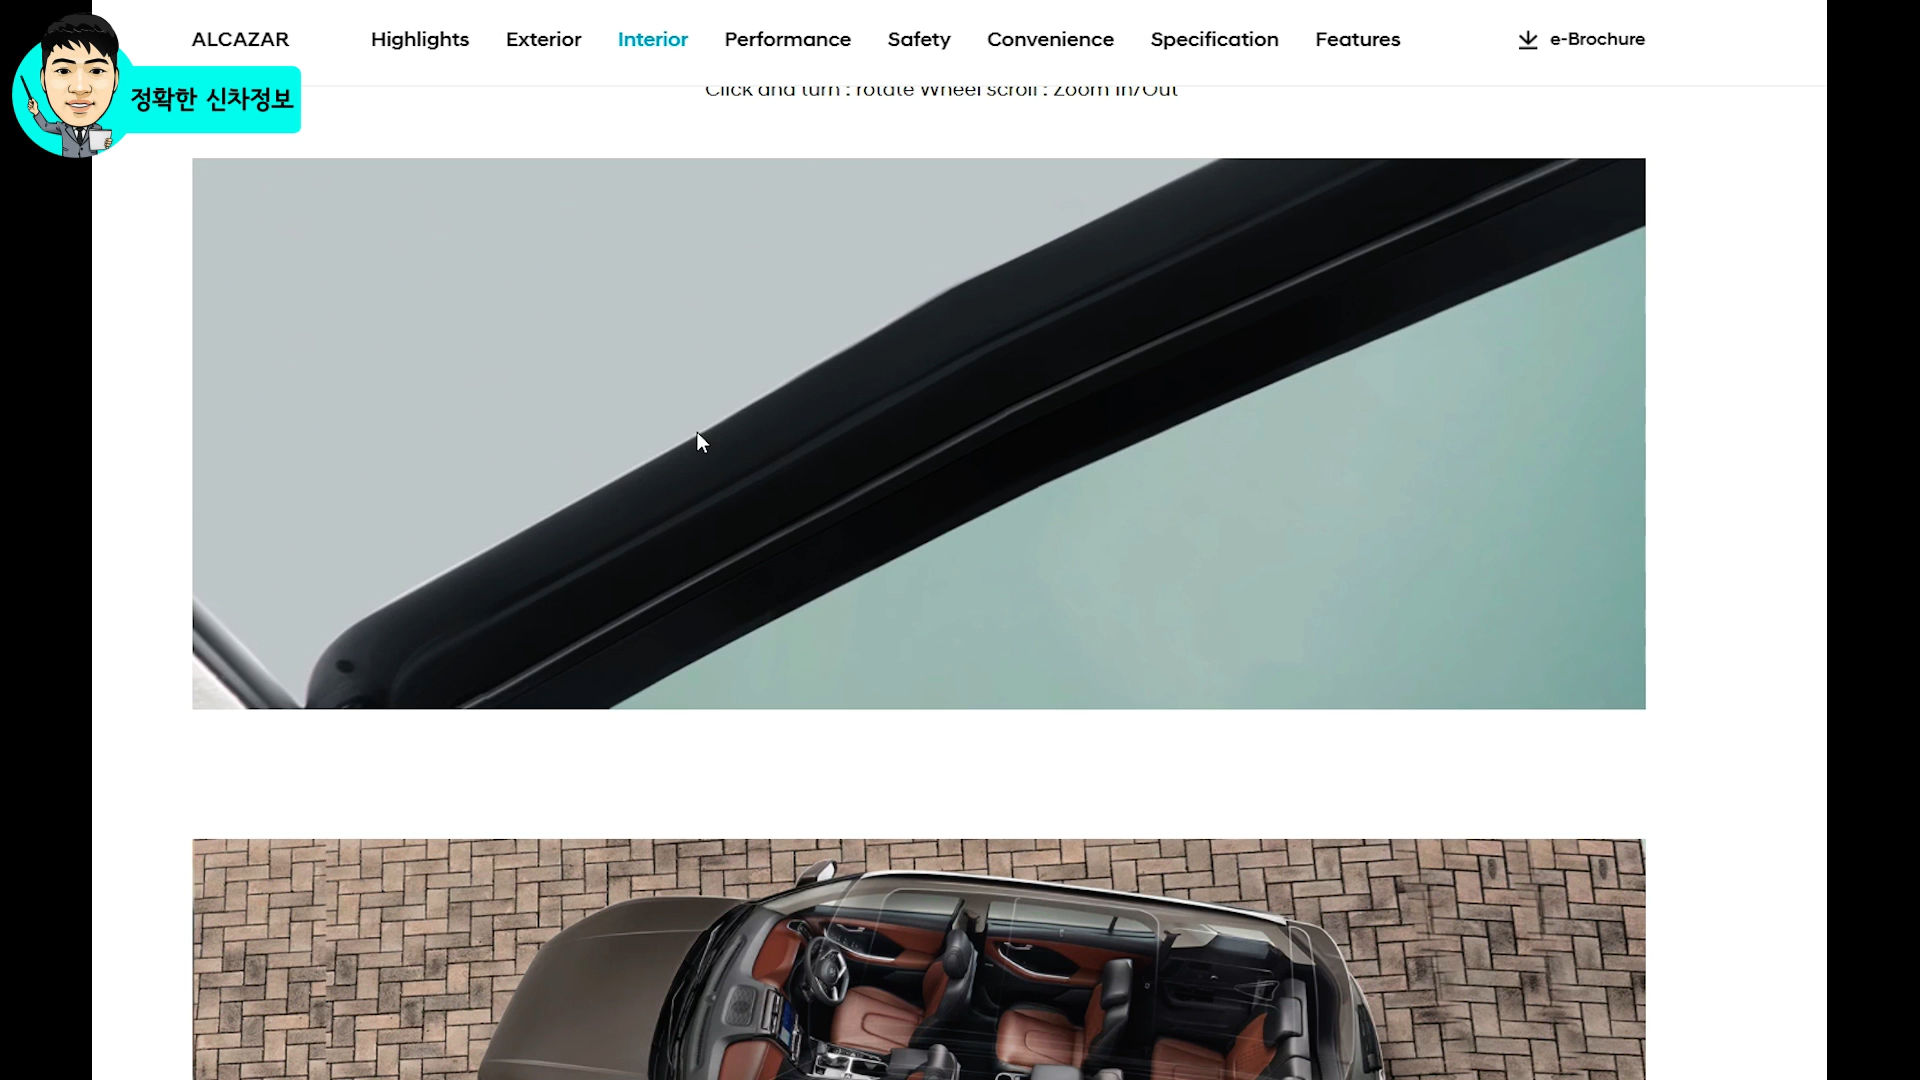 ALCAZAR Highlights Exterior Interior Performance Safety Convenience Specification Features e-Brochure
정확한 신차정보
Click and turn : rotate Wheel scroll : Zoom In/Out